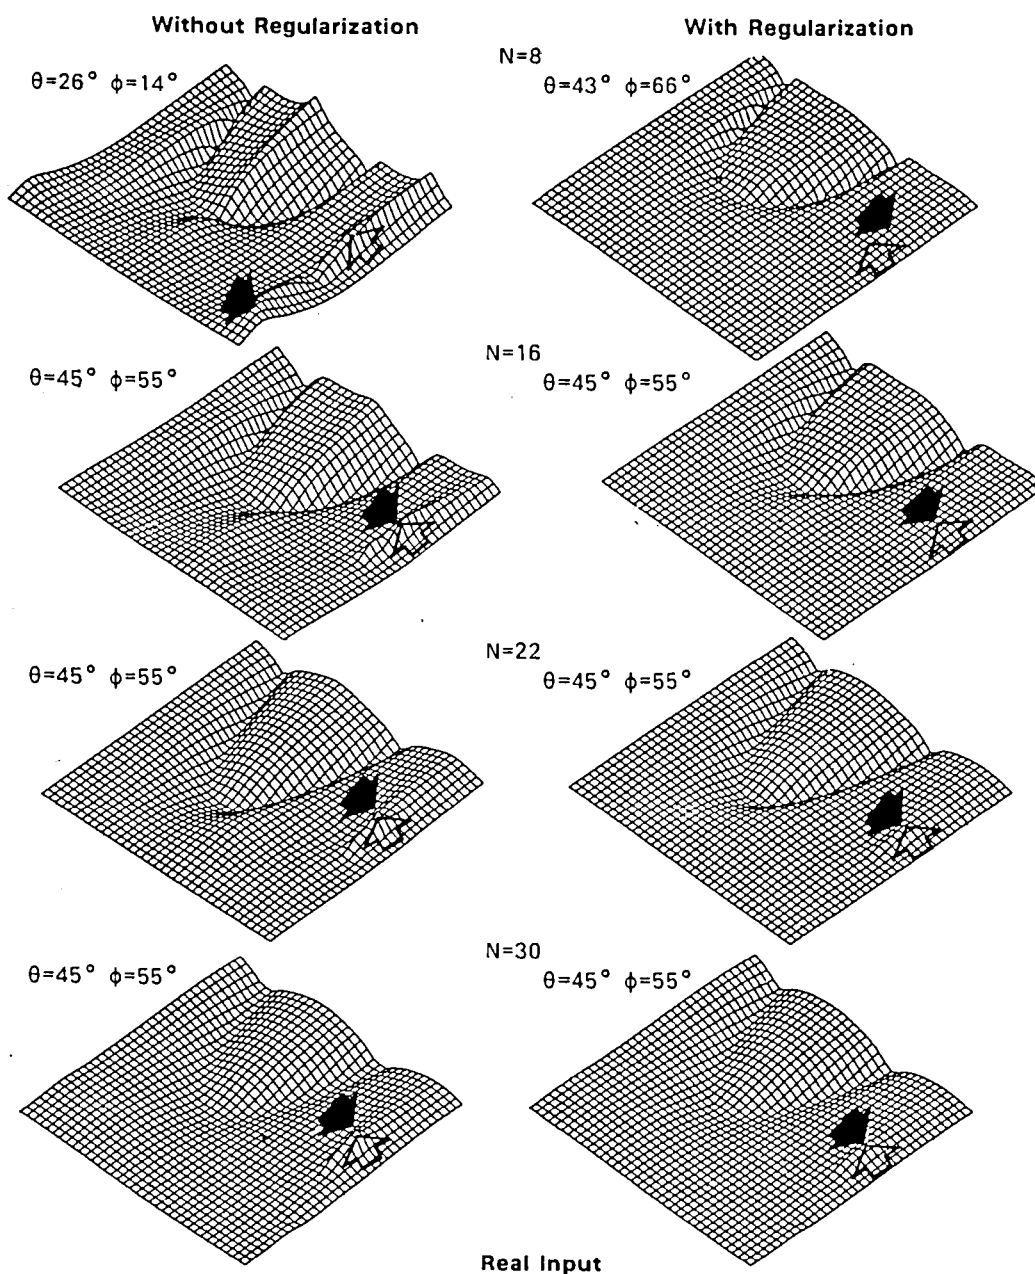 Without Regularization
With Regularization
N=8
θ=26° ϕ=14°
θ=43° ϕ=66°
N=16
θ=45° ϕ=55°
θ=45° ϕ=55°
N=22
θ=45° ϕ=55°
θ=45° ϕ=55°
N=30
θ=45° ϕ=55°
θ=45° ϕ=55°
Real Input